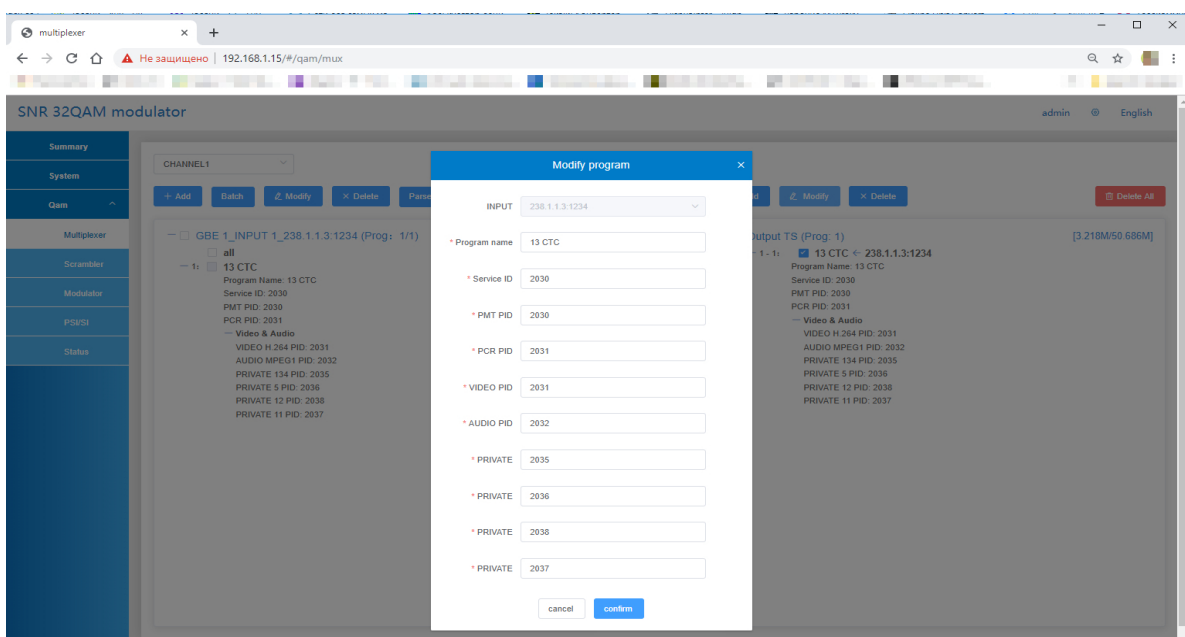 multiplexer
Не защищено 192.168.1.15/#/qam/mux
SNR 32QAM modulator
admin English
Summary
System
Qam
Multiplexer
Scrambler
Modulator
PSI/SI
Status
CHANNEL1
+ Add Batch Modify × Delete Parse
GBE 1_INPUT 1_238.1.1.3:1234 (Prog: 1/1)
all
1: 13 CTC
Program Name: 13 CTC
Service ID: 2030
PMT PID: 2030
PCR PID: 2031
Video & Audio
VIDEO H.264 PID: 2031
AUDIO MPEG1 PID: 2032
PRIVATE 134 PID: 2035
PRIVATE 5 PID: 2036
PRIVATE 12 PID: 2038
PRIVATE 11 PID: 2037
Modify program
INPUT 238.1.1.3:1234
* Program name 13 CTC
* Service ID 2030
* PMT PID 2030
* PCR PID 2031
* VIDEO PID 2031
* AUDIO PID 2032
* PRIVATE 2035
* PRIVATE 2036
* PRIVATE 2038
* PRIVATE 2037
cancel confirm
Modify × Delete
Delete All
Output TS (Prog: 1) [3.218M/50.686M]
1 - 1: 13 CTC ← 238.1.1.3:1234
Program Name: 13 CTC
Service ID: 2030
PMT PID: 2030
PCR PID: 2031
Video & Audio
VIDEO H.264 PID: 2031
AUDIO MPEG1 PID: 2032
PRIVATE 134 PID: 2035
PRIVATE 5 PID: 2036
PRIVATE 12 PID: 2038
PRIVATE 11 PID: 2037